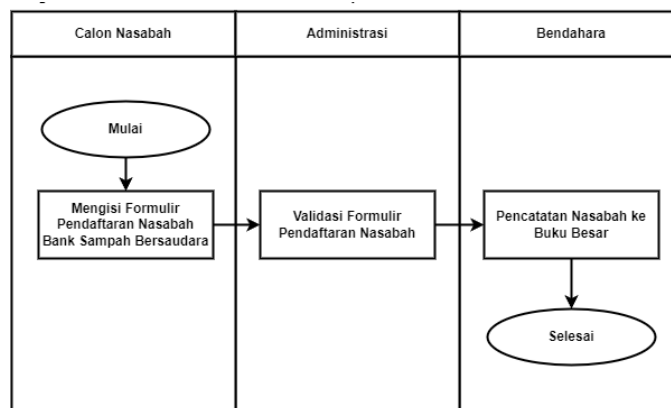 Calon Nasabah
Administrasi
Bendahara
Mulai
Mengisi Formulir
Pendaftaran Nasabah
Bank Sampah Bersaudara
Validasi Formulir
Pendaftaran Nasabah
Pencatatan Nasabah ke
Buku Besar
Selesai